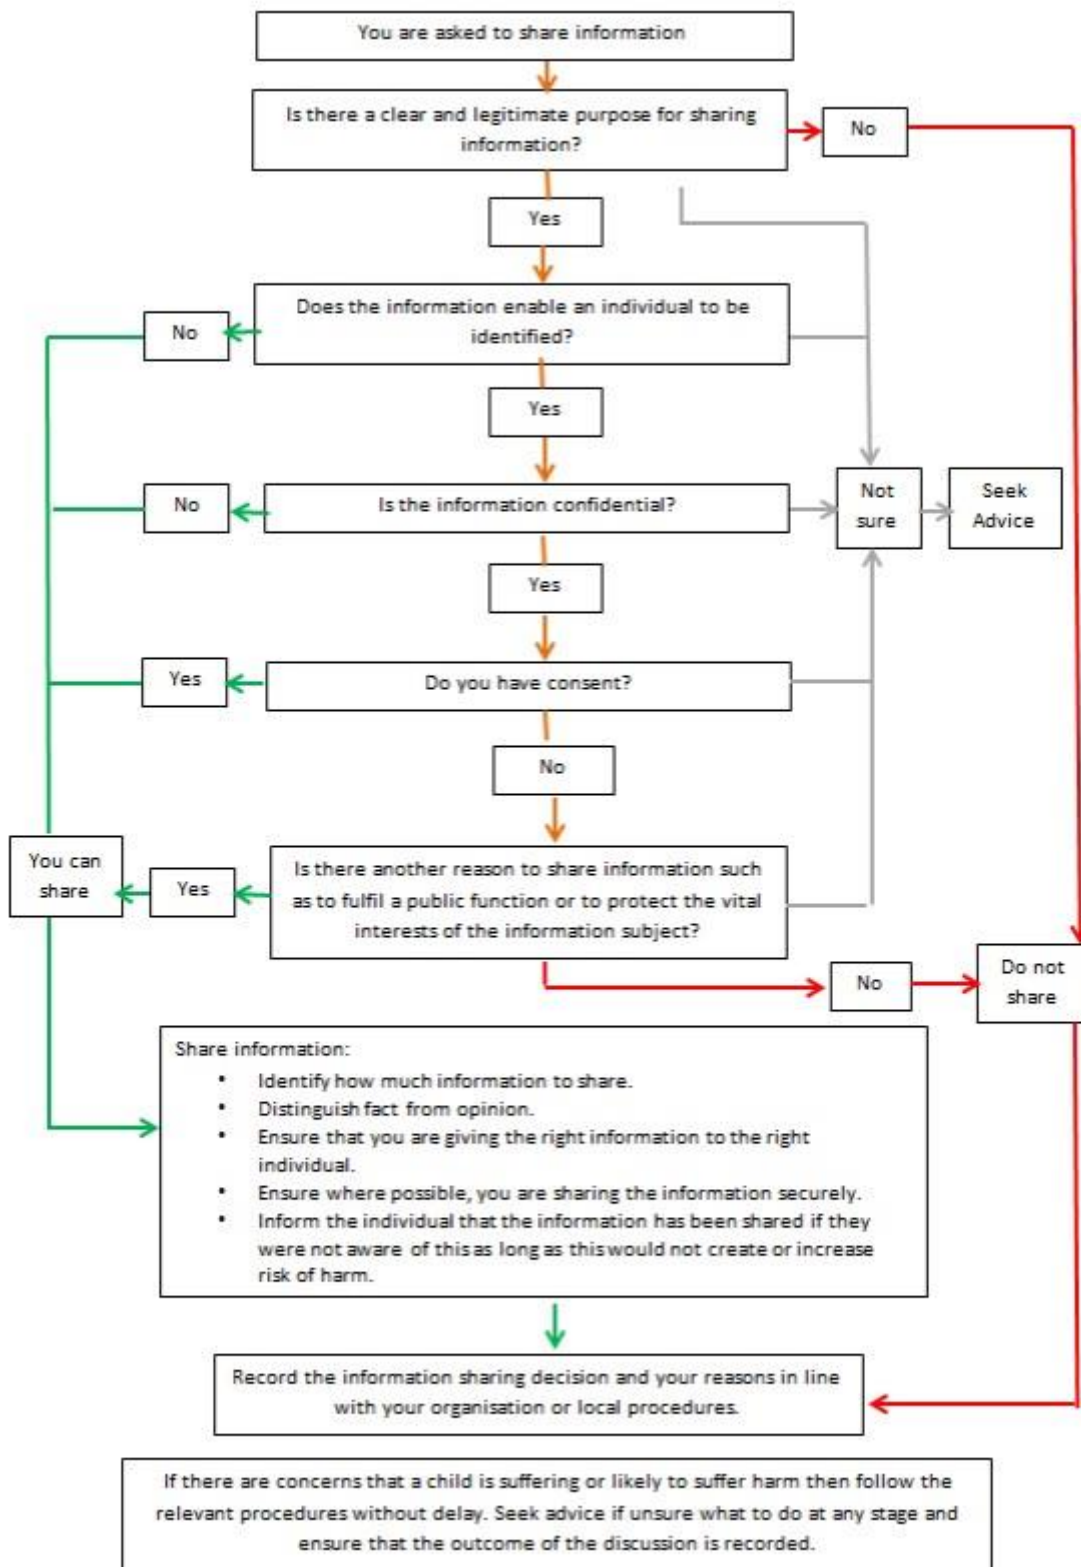 You are asked to share information
Is there a clear and legitimate purpose for sharing
information?
No
Yes
Does the information enable an individual to be
identified?
No
Yes
Is the information confidential?
No
Not
sure
Seek
Advice
Yes
Do you have consent?
Yes
No
Is there another reason to share information such
as to fulfil a public function or to protect the vital
interests of the information subject?
Yes
You can
share
No
Do not
share
Share information:
• Identify how much information to share.
• Distinguish fact from opinion.
• Ensure that you are giving the right information to the right
individual.
• Ensure where possible, you are sharing the information securely.
• Inform the individual that the information has been shared if they
were not aware of this as long as this would not create or increase
risk of harm.
Record the information sharing decision and your reasons in line
with your organisation or local procedures.
If there are concerns that a child is suffering or likely to suffer harm then follow the
relevant procedures without delay. Seek advice if unsure what to do at any stage and
ensure that the outcome of the discussion is recorded.